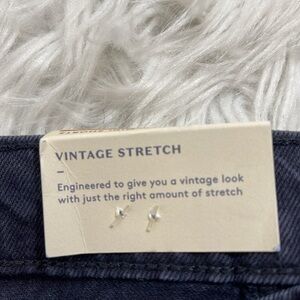 VINTAGE STRETCH
–
Engineered to give you a vintage look
with just the right amount of stretch